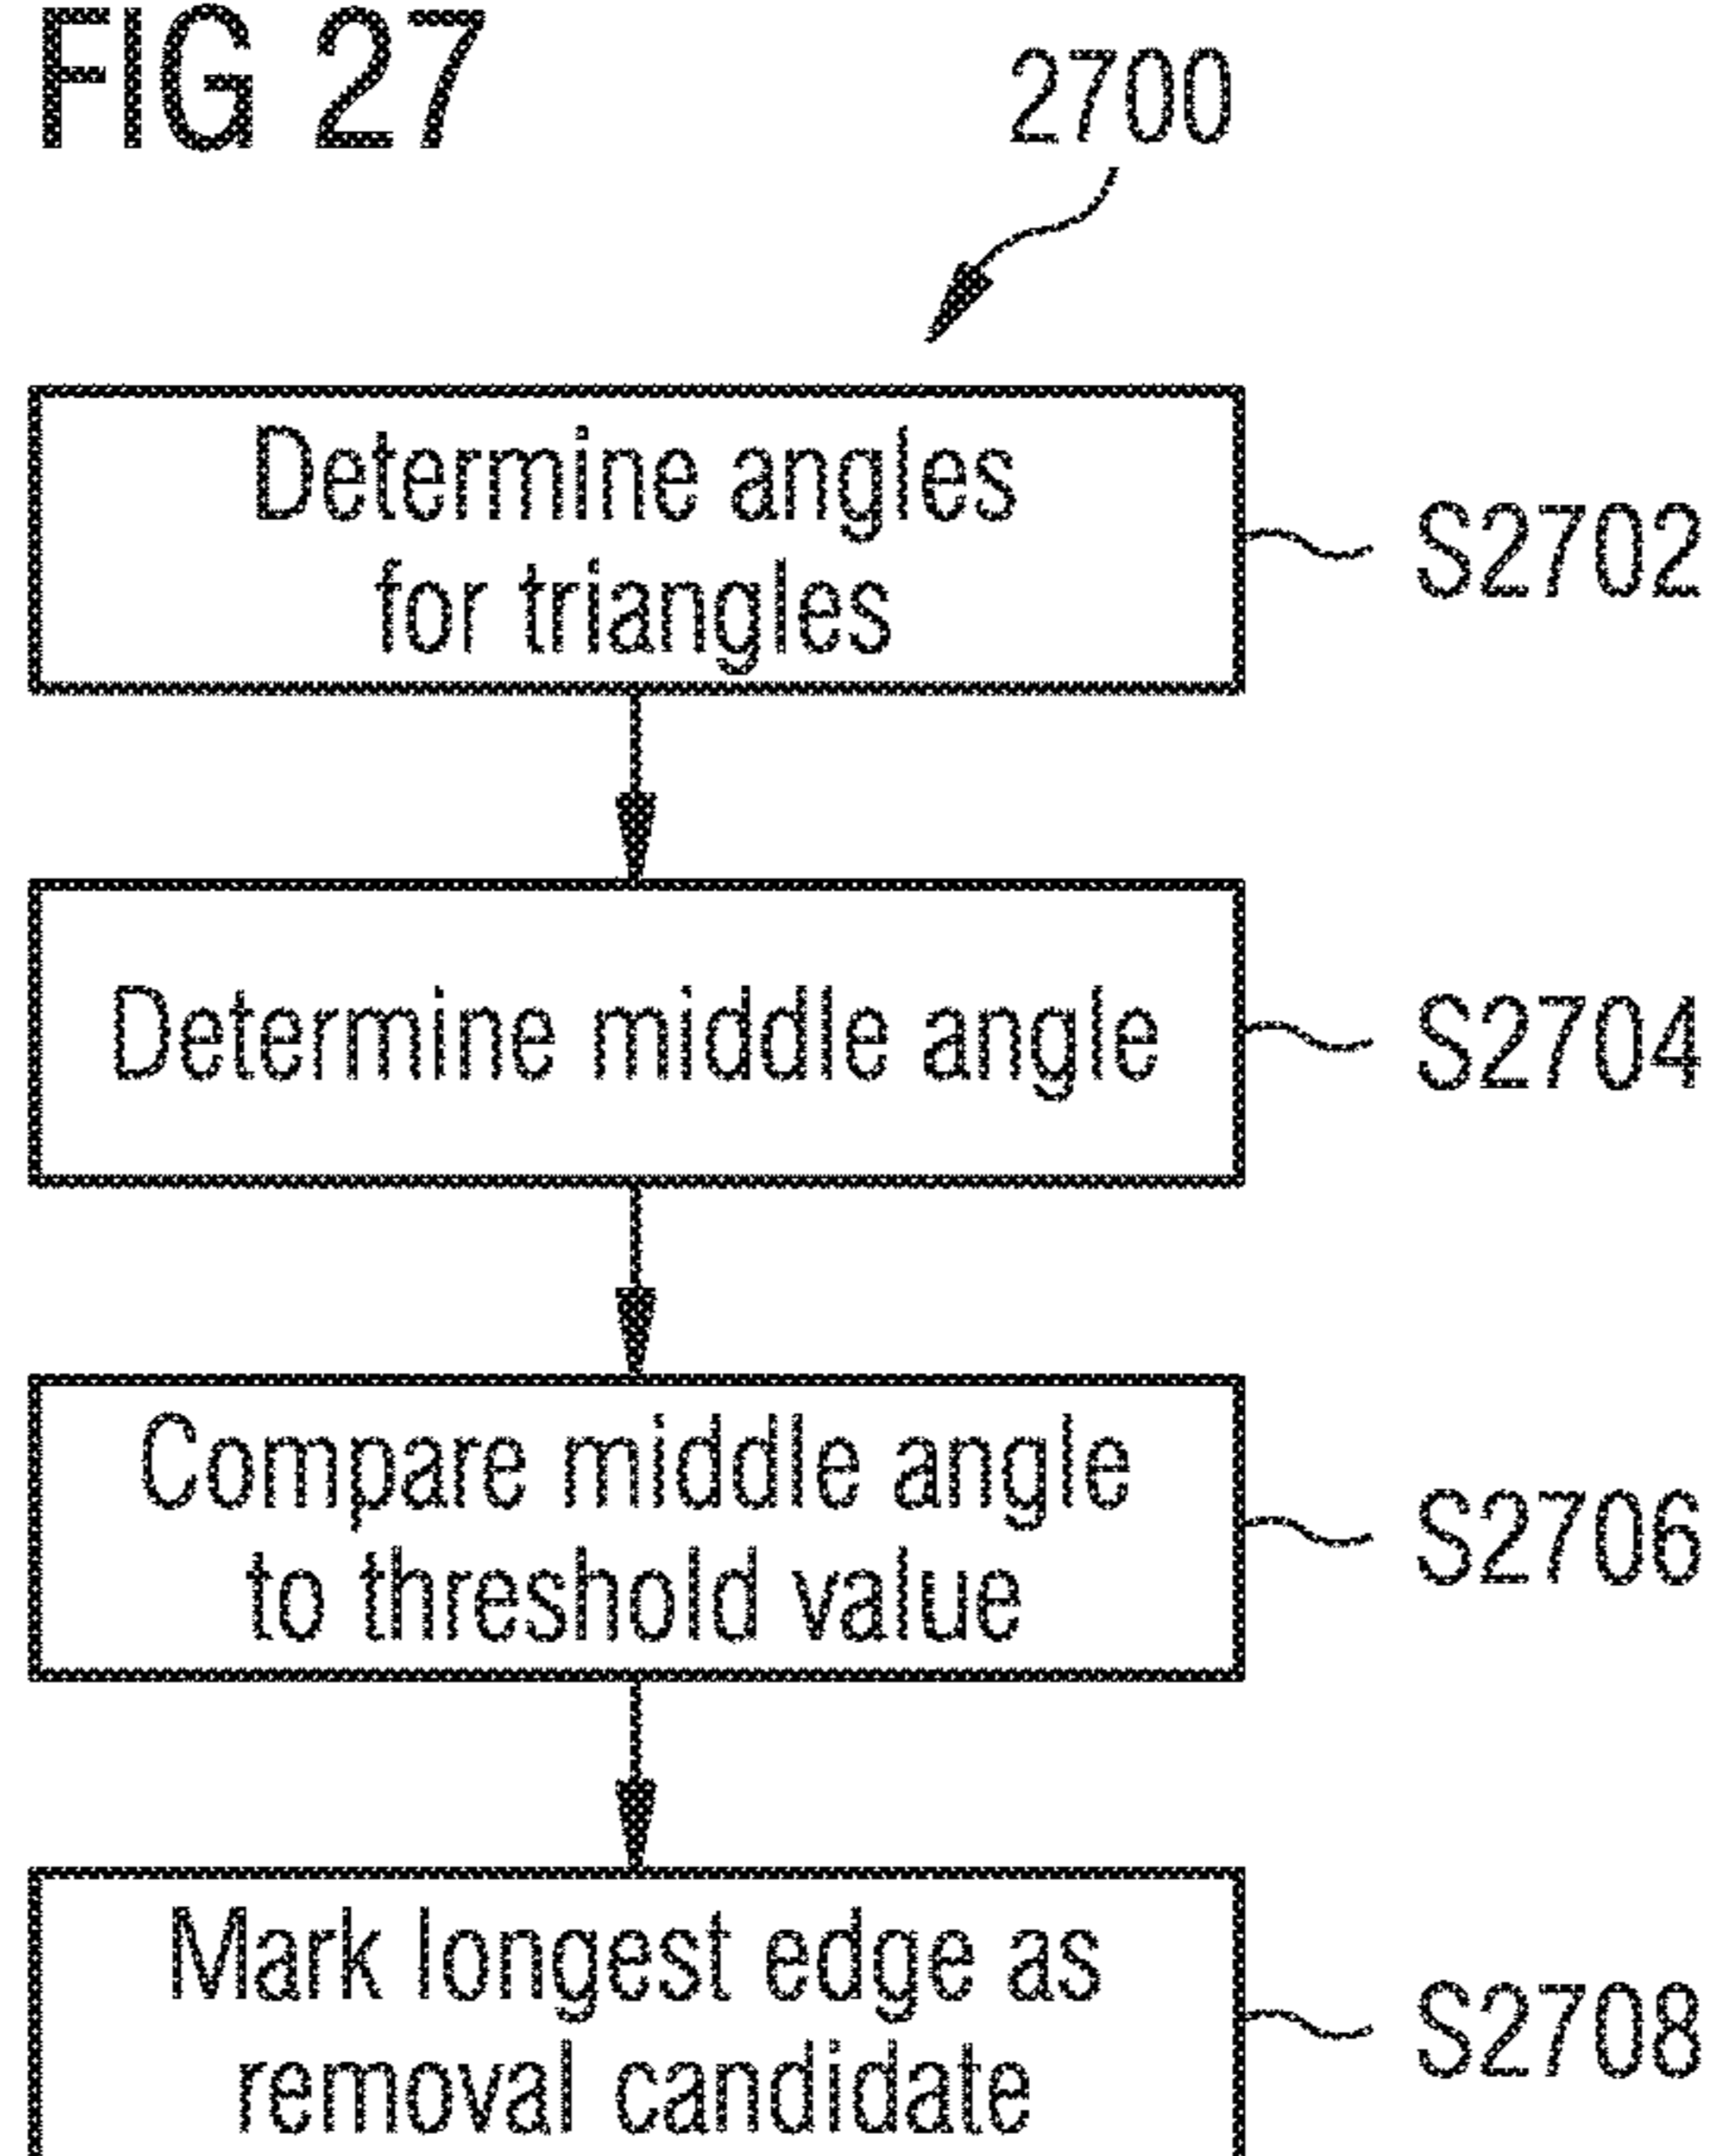 FIG 27
2700
Determine angles
for triangles
S2702
Determine middle angle
S2704
Compare middle angle
to threshold value
S2706
Mark longest edge as
removal candidate
S2708